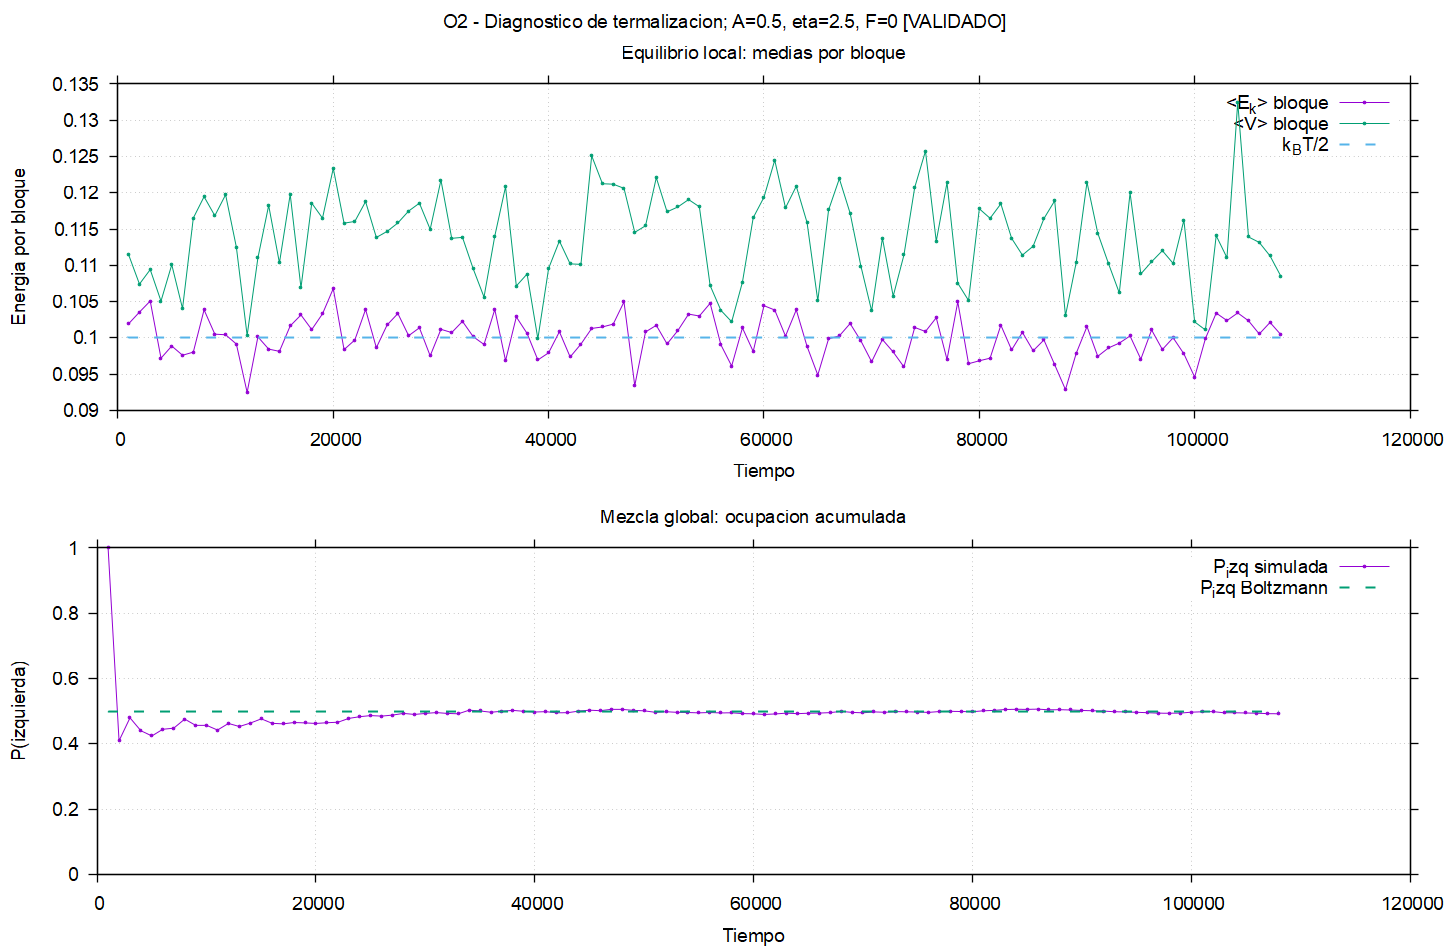 O2 - Diagnostico de termalizacion; A=0.5, eta=2.5, F=0 [VALIDADO]
Equilibrio local: medias por bloque
0.135
0.13
0.125
0.12
0.115
0.11
0.105
0.1
0.095
0.09
Energia por bloque
<Ek> bloque
<V> bloque
kBT/2
0
20000
40000
60000
80000
100000
120000
Tiempo
Mezcla global: ocupacion acumulada
1
0.8
0.6
0.4
0.2
0
P(izquierda)
Pizq simulada
Pizq Boltzmann
0
20000
40000
60000
80000
100000
120000
Tiempo